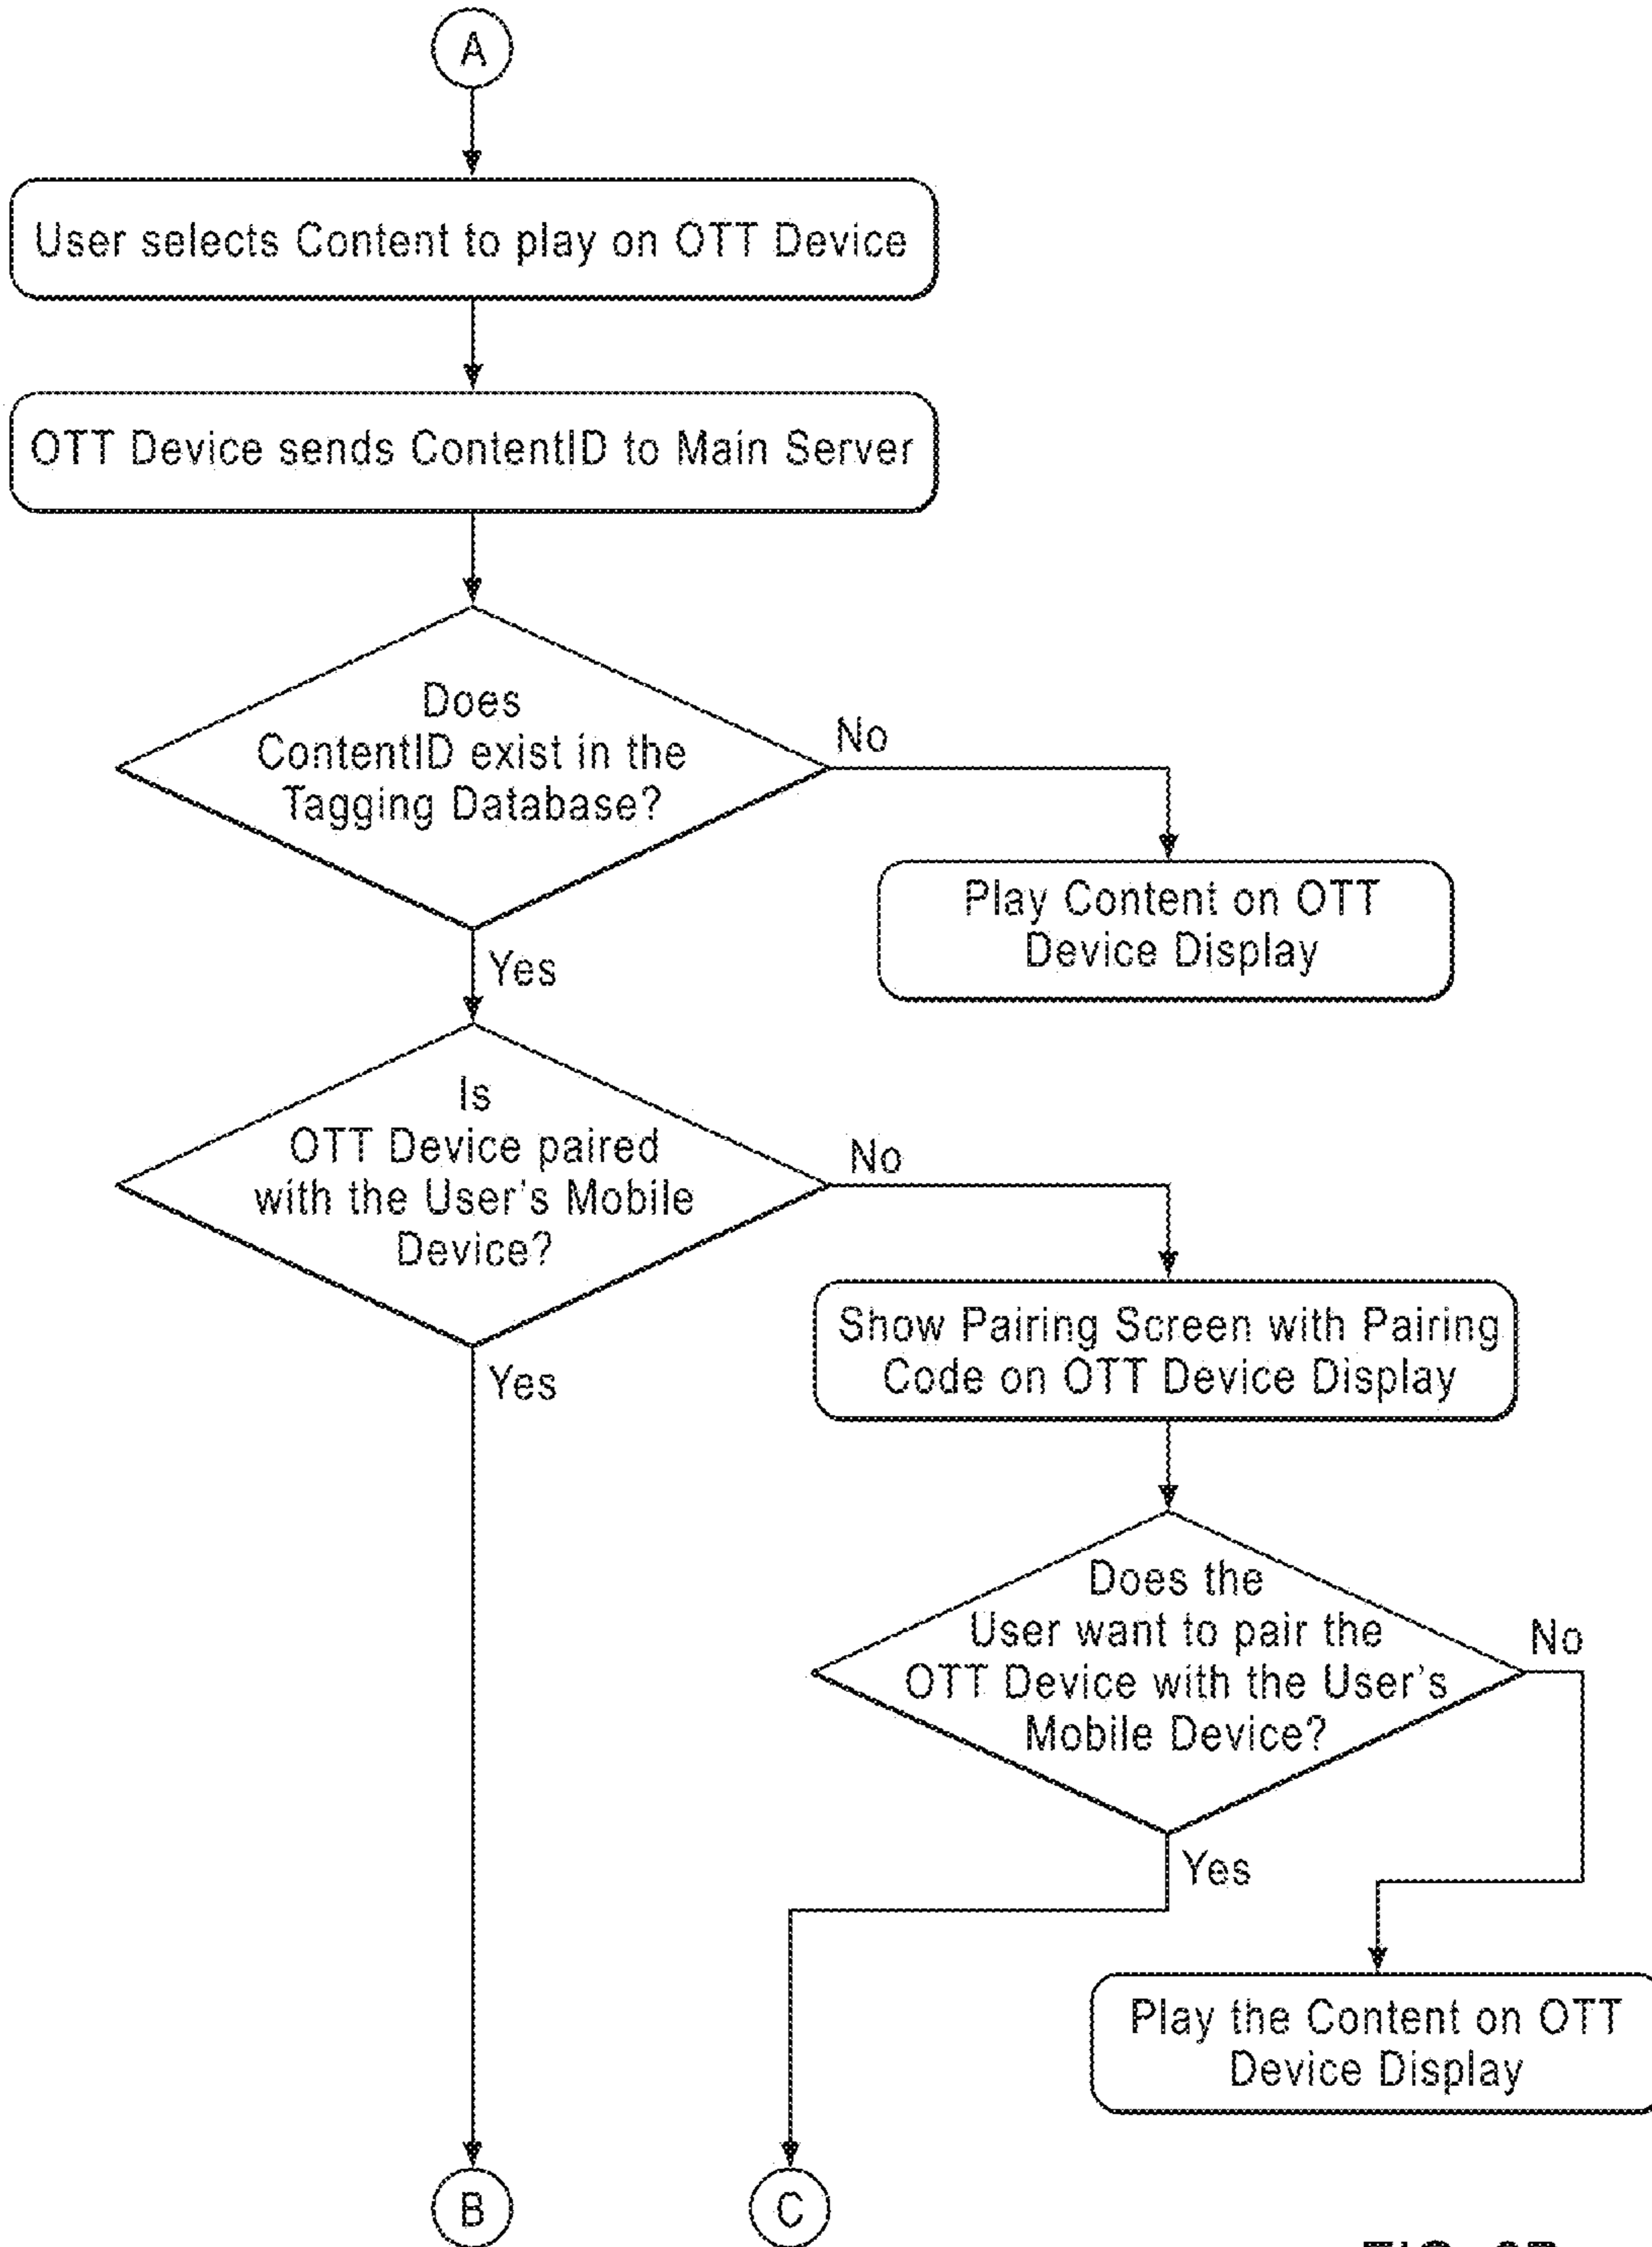 A
User selects Content to play on OTT Device
OTT Device sends ContentID to Main Server
Does
ContentID exist in the
Tagging Database?
No
Play Content on OTT
Device Display
Yes
Is
OTT Device paired
with the User's Mobile
Device?
No
Show Pairing Screen with Pairing
Code on OTT Device Display
Yes
Does the
User want to pair the
OTT Device with the User's
Mobile Device?
No
Yes
Play the Content on OTT
Device Display
B
C